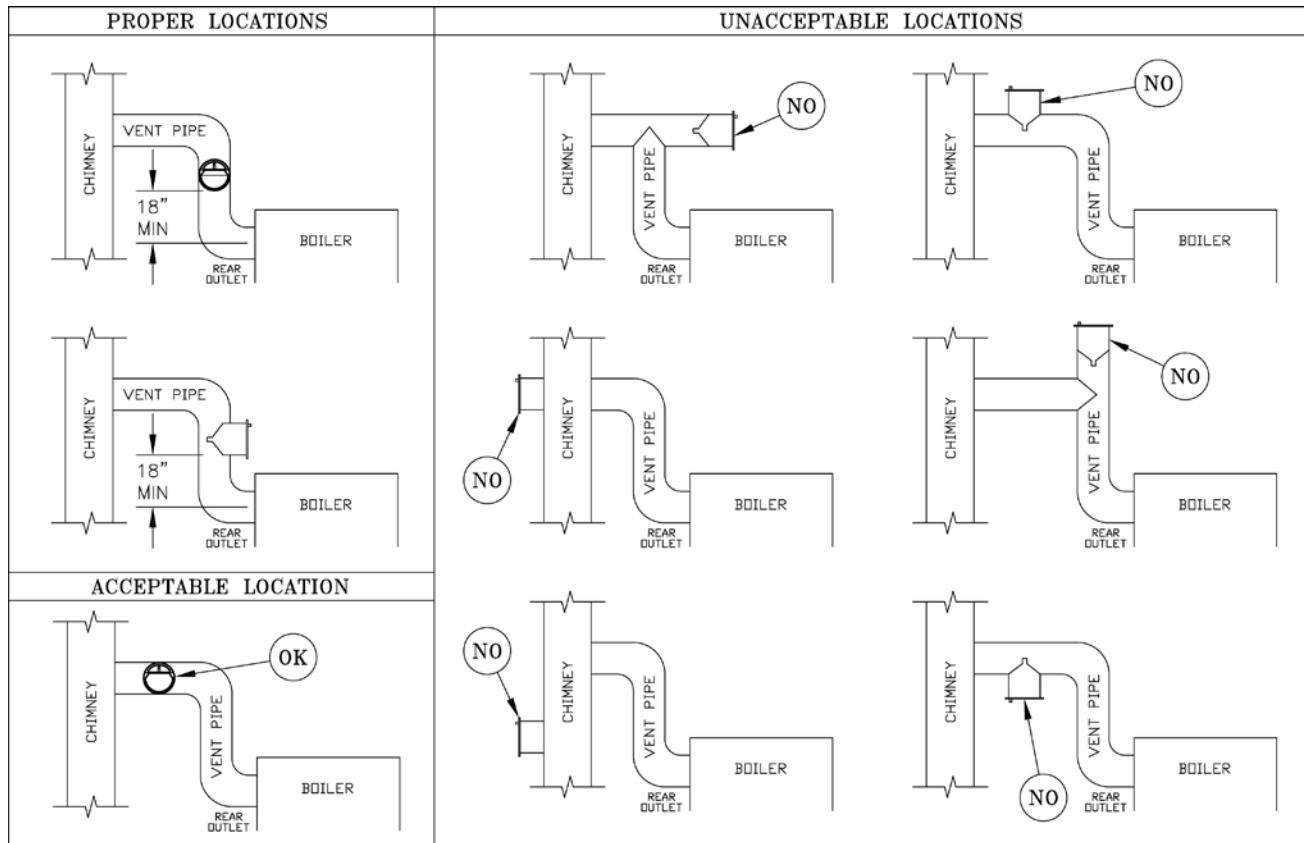 PROPER LOCATIONS
CHIMNEY
VENT PIPE
18"
MIN
BOILER
REAR
OUTLET
CHIMNEY
VENT PIPE
18"
MIN
BOILER
REAR
OUTLET
ACCEPTABLE LOCATION
OK
CHIMNEY
VENT PIPE
BOILER
REAR
OUTLET
UNACCEPTABLE LOCATIONS
NO
CHIMNEY
VENT PIPE
BOILER
REAR
OUTLET
NO
CHIMNEY
VENT PIPE
BOILER
REAR
OUTLET
NO
CHIMNEY
VENT PIPE
BOILER
REAR
OUTLET
NO
CHIMNEY
VENT PIPE
BOILER
REAR
OUTLET
NO
CHIMNEY
VENT PIPE
BOILER
REAR
OUTLET
NO
CHIMNEY
VENT PIPE
BOILER
REAR
OUTLET